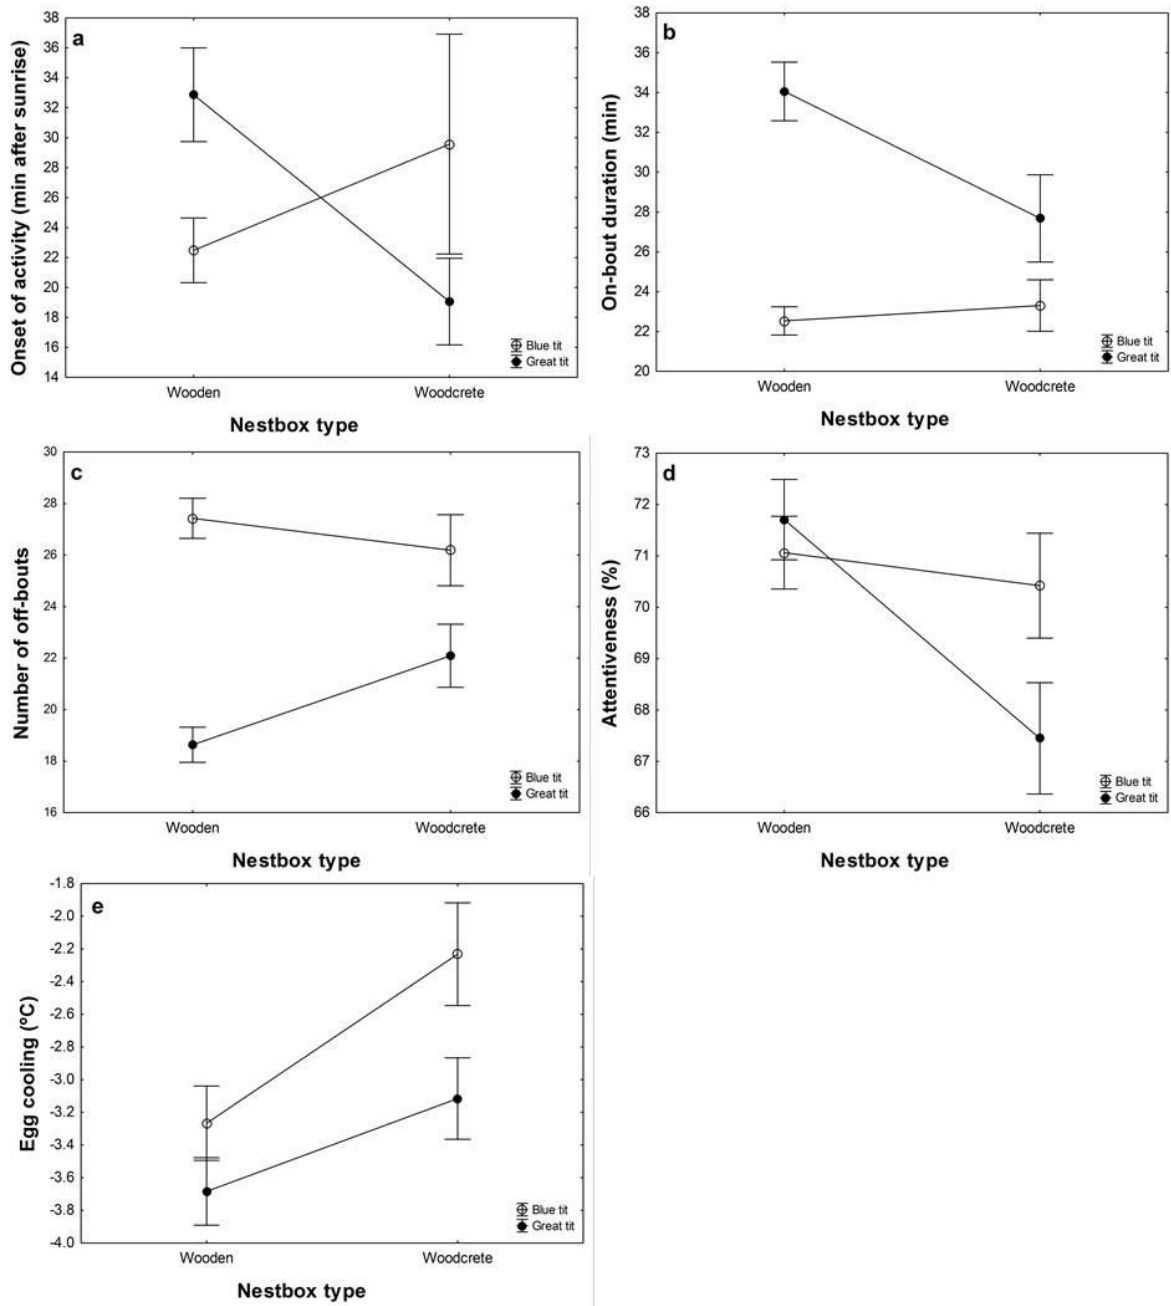 a
Onset of activity (min after sunrise)
38
36
34
32
30
28
26
24
22
20
18
16
14
Blue tit
Great tit
Wooden
Woodcrete
Nestbox type
b
On-bout duration (min)
38
36
34
32
30
28
26
24
22
20
Blue tit
Great tit
Wooden
Woodcrete
Nestbox type
c
Number of off-bouts
30
28
26
24
22
20
18
16
Blue tit
Great tit
Wooden
Woodcrete
Nestbox type
d
Attentiveness (%)
73
72
71
70
69
68
67
66
Blue tit
Great tit
Wooden
Woodcrete
Nestbox type
e
Egg cooling (ºC)
-1.8
-2.0
-2.2
-2.4
-2.6
-2.8
-3.0
-3.2
-3.4
-3.6
-3.8
-4.0
Blue tit
Great tit
Wooden
Woodcrete
Nestbox type